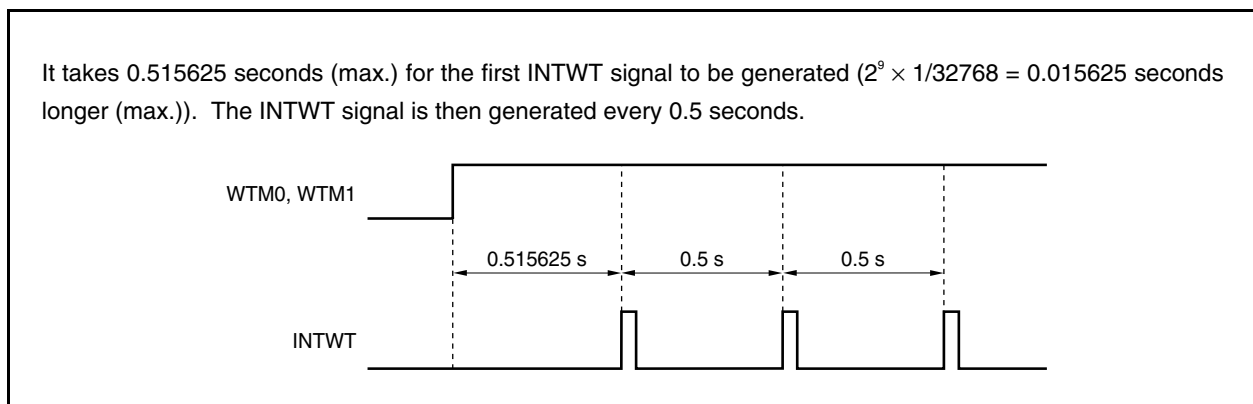 It takes 0.515625 seconds (max.) for the first INTWT signal to be generated (2⁹ × 1/32768 = 0.015625 seconds
longer (max.)). The INTWT signal is then generated every 0.5 seconds.
WTM0, WTM1
0.515625 s
0.5 s
0.5 s
INTWT